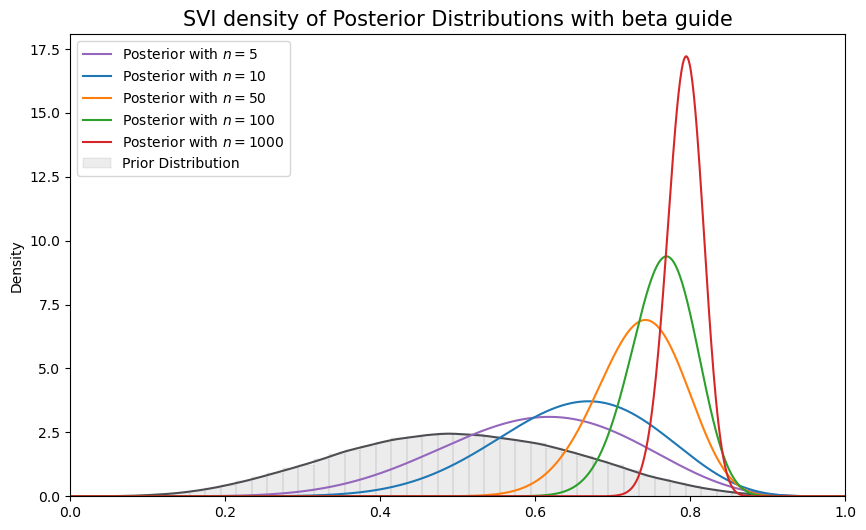 SVI density of Posterior Distributions with beta guide
Posterior with n = 5
Posterior with n = 10
Posterior with n = 50
Posterior with n = 100
Posterior with n = 1000
Prior Distribution
Density
17.5
15.0
12.5
10.0
7.5
5.0
2.5
0.0
0.0 0.2 0.4 0.6 0.8 1.0